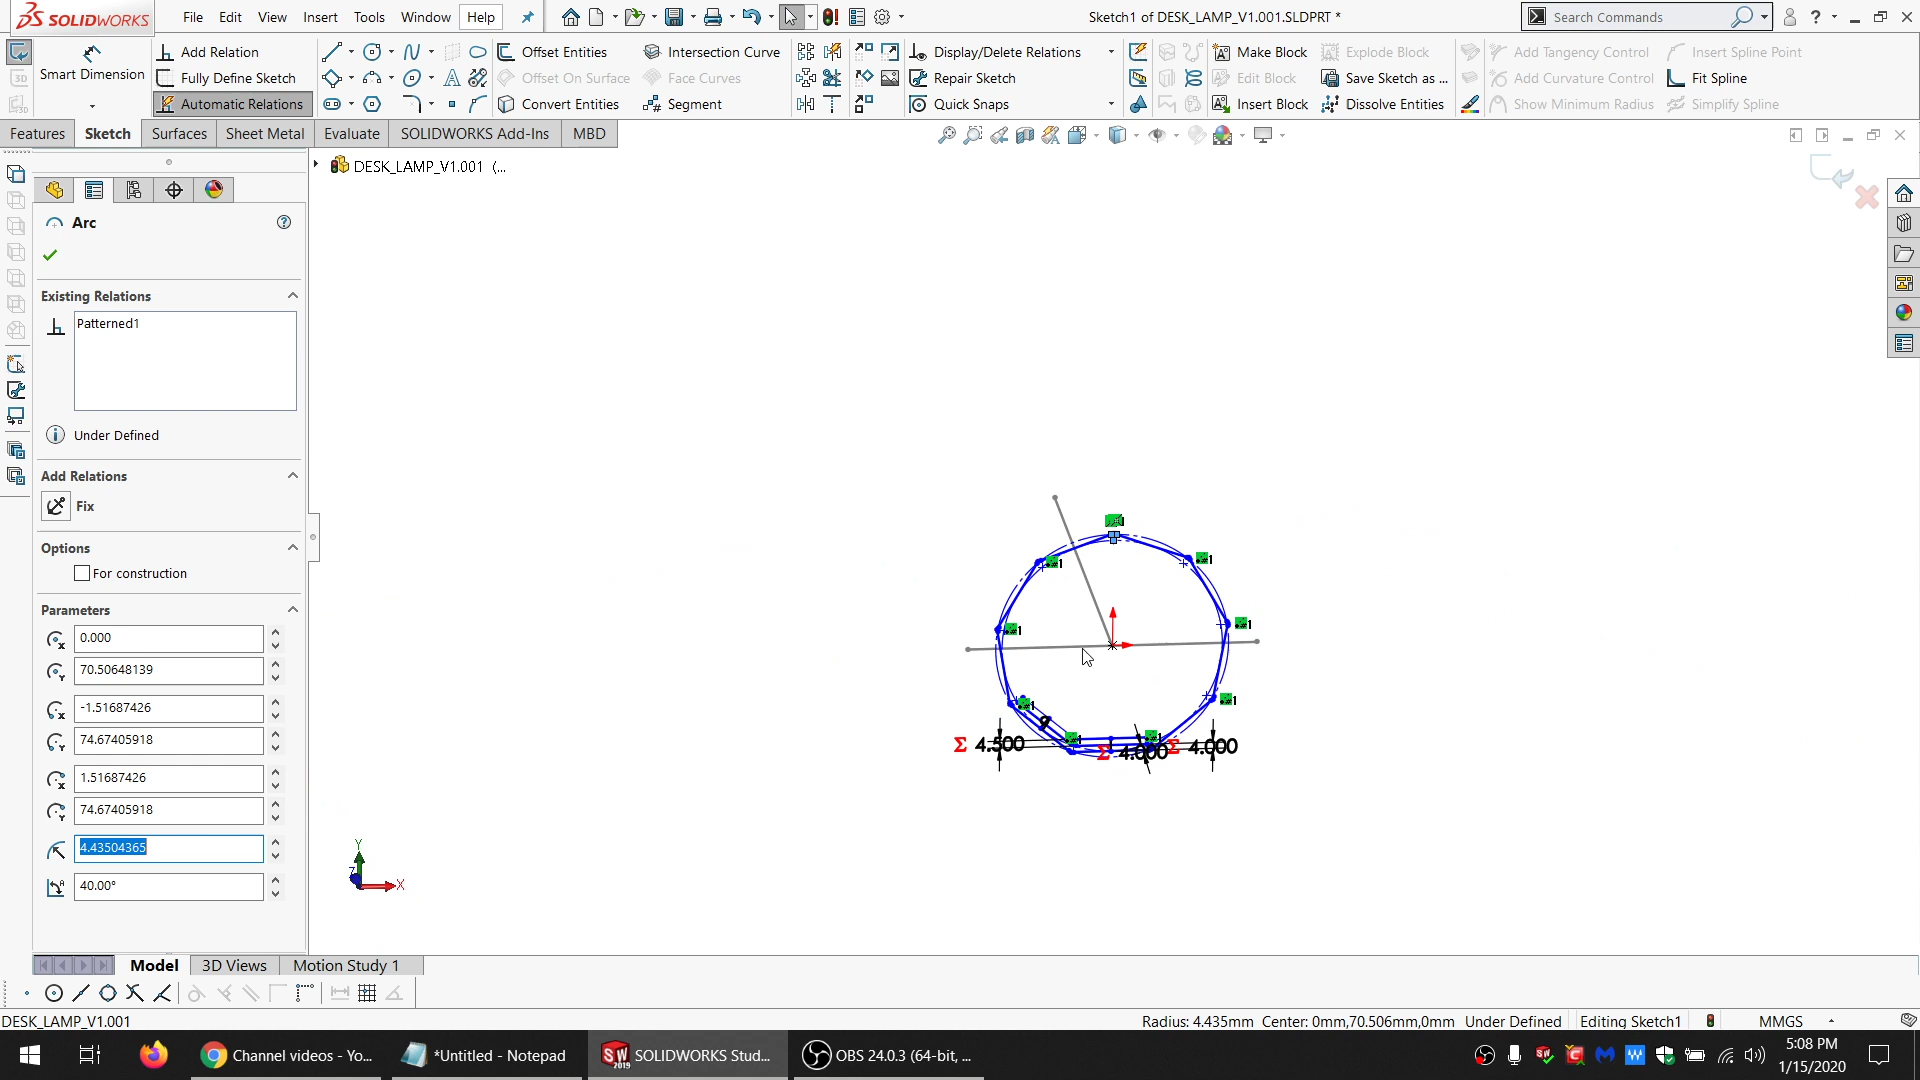 SOLIDWORKS
File Edit View Insert Tools Window Help
Sketch1 of DESK_LAMP_V1.001.SLDPRT *
Search Commands
Smart Dimension
Add Relation
Fully Define Sketch
Automatic Relations
Offset Entities
Offset On Surface
Convert Entities
Intersection Curve
Face Curves
Segment
Display/Delete Relations
Repair Sketch
Quick Snaps
Make Block
Edit Block
Insert Block
Explode Block
Save Sketch as ...
Dissolve Entities
Add Tangency Control
Add Curvature Control
Show Minimum Radius
Insert Spline Point
Fit Spline
Simplify Spline
Features Sketch Surfaces Sheet Metal Evaluate SOLIDWORKS Add-Ins MBD
DESK_LAMP_V1.001 (...
Arc
Existing Relations
Patterned1
Under Defined
Add Relations
Fix
Options
For construction
Parameters
0.000
70.50648139
-1.51687426
74.67405918
1.51687426
74.67405918
4.43504365
40.00°
9
Σ 4.500
Σ 4.000
Σ 4.000
Y
Z
X
Model 3D Views Motion Study 1
DESK_LAMP_V1.001
Radius: 4.435mm Center: 0mm,70.506mm,0mm Under Defined Editing Sketch1 MMGS
Channel videos - Yo...
*Untitled - Notepad
SOLIDWORKS Stud...
OBS 24.0.3 (64-bit, ...
5:08 PM
1/15/2020